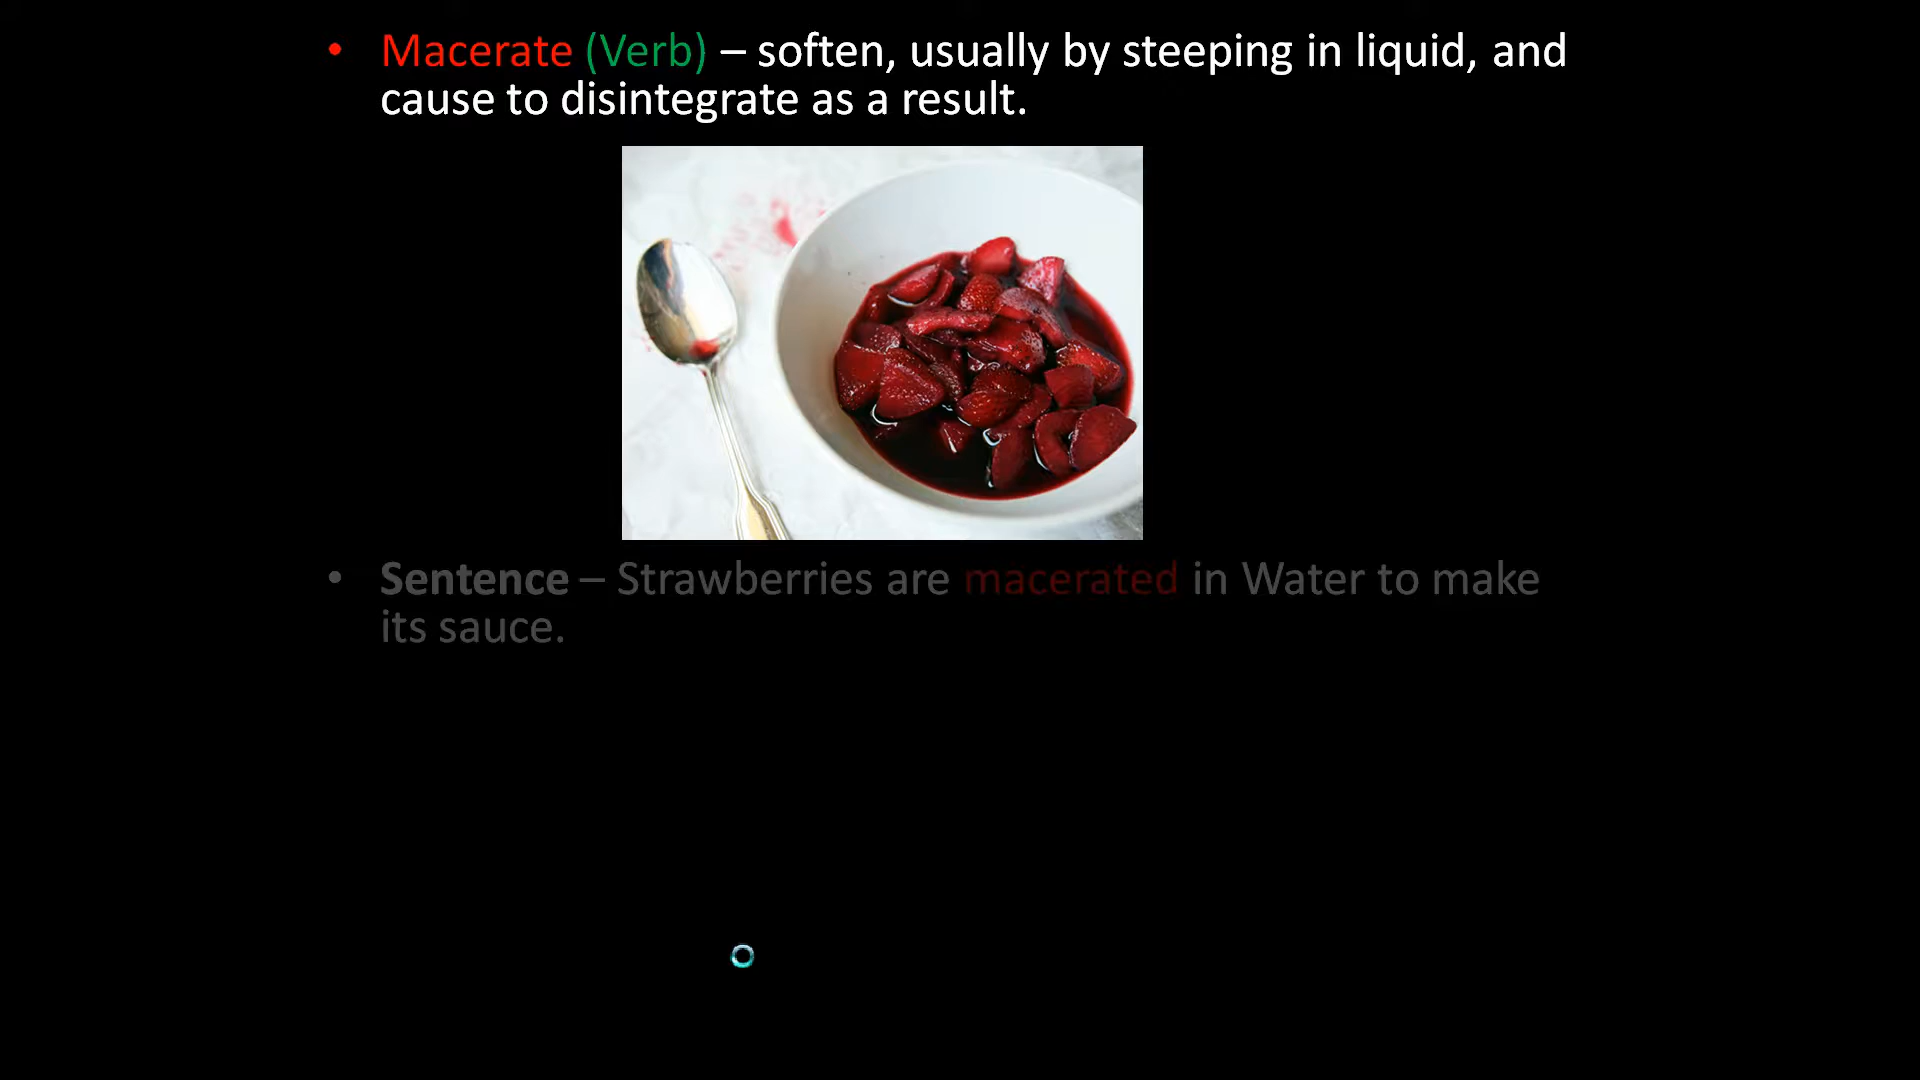 • Macerate (Verb) – soften, usually by steeping in liquid, and
cause to disintegrate as a result.
• Sentence – Strawberries are macerated in Water to make
its sauce.